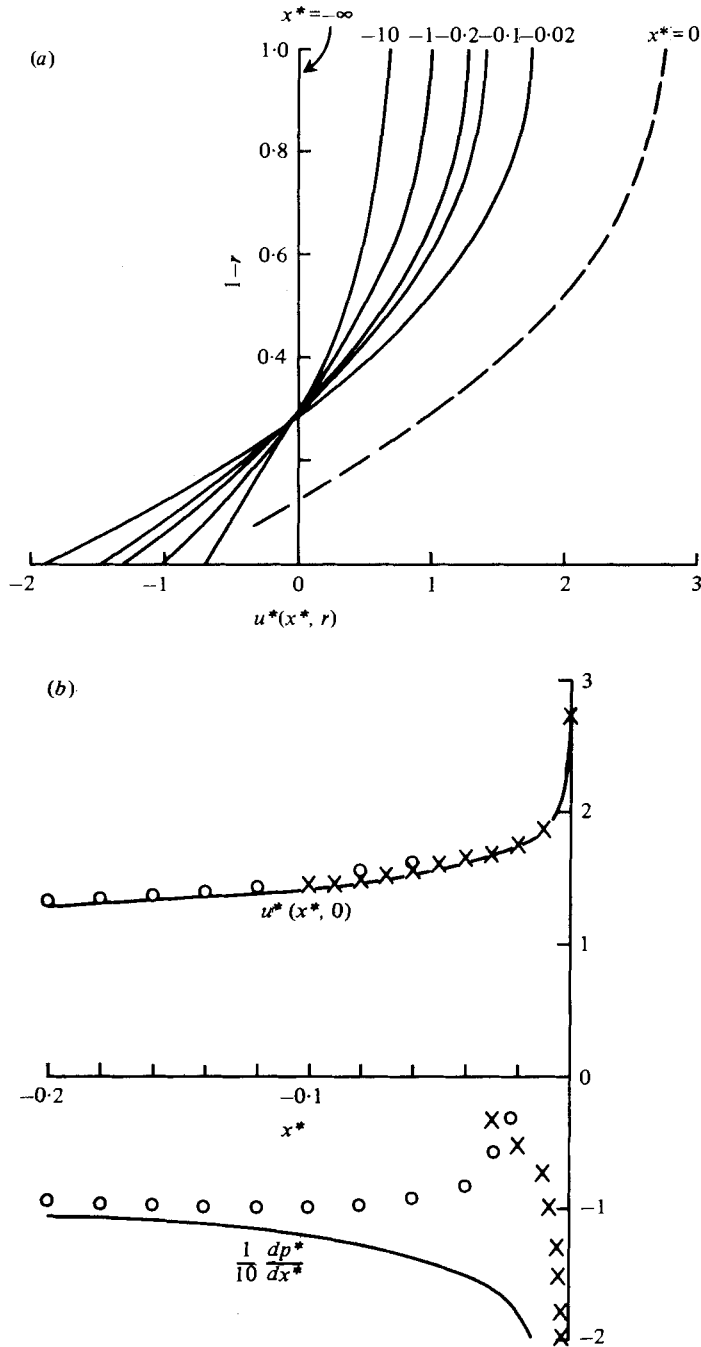 x* = -∞
-10 -1 -0·2 -0·1 -0·02 x* = 0
(a)
1·0
0·8
0·6
1-r
0·4
-2 -1 0 1 2 3
u*(x*, r)
(b)
3
2
u*(x*, 0)
1
0
-0·2 -0·1
x*
-1
1/10 dp*/dx*
-2